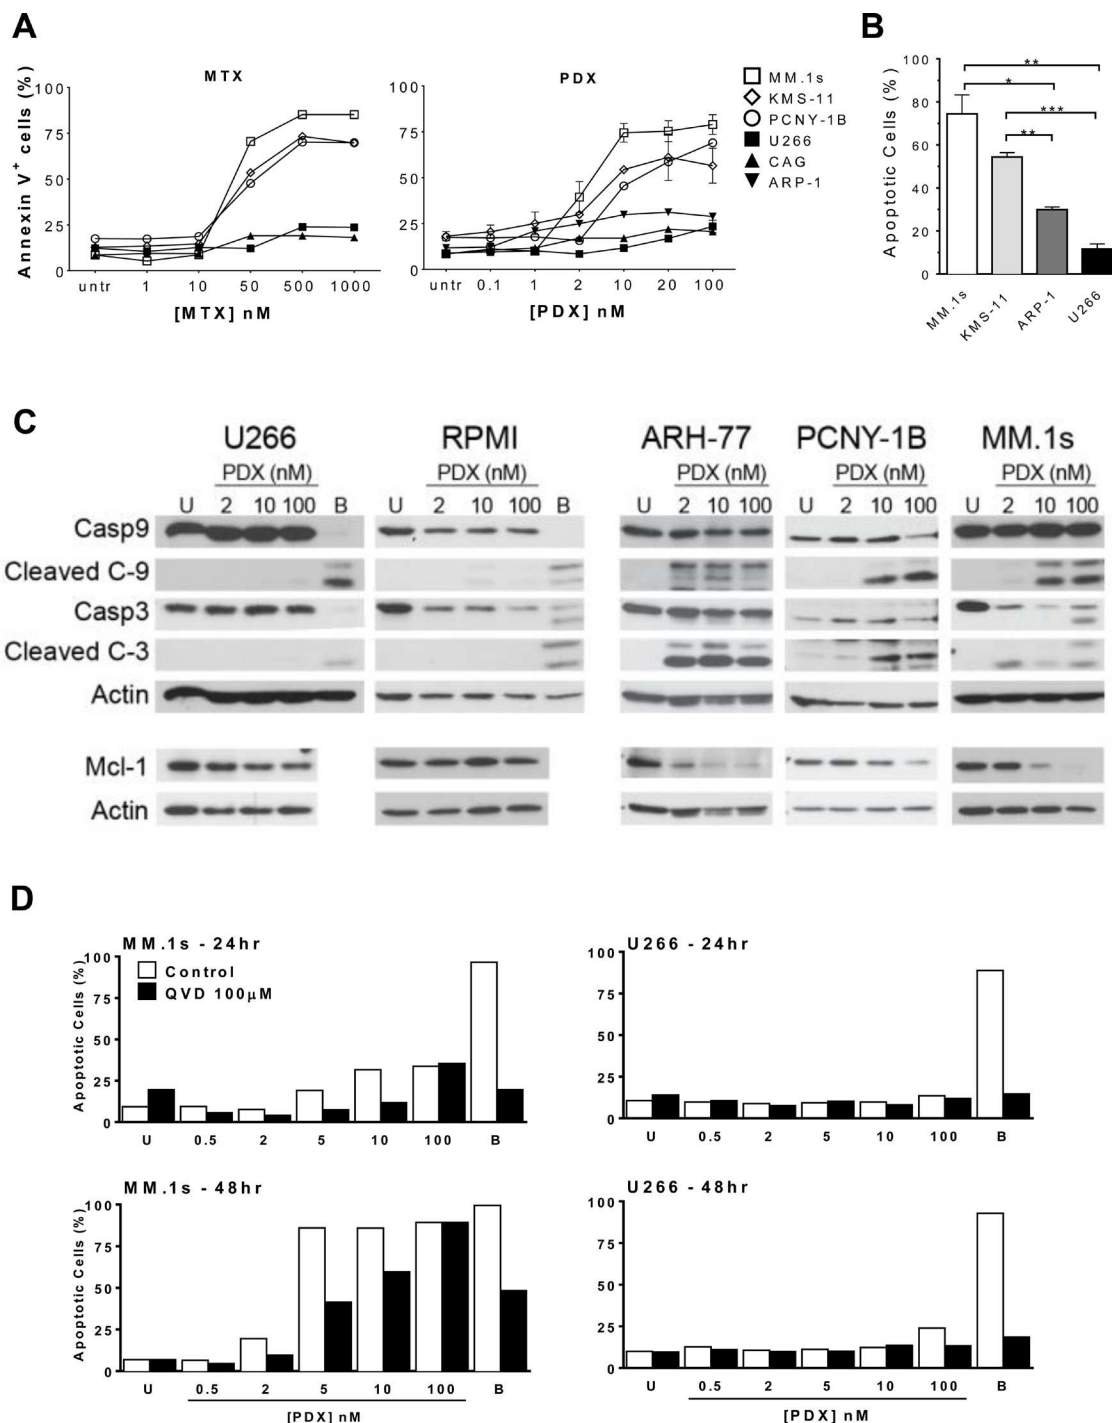 A
B
MTX
PDX
Annexin V+ cells (%)
100
75
50
25
0
untr 1 10 50 500 1000
[MTX] nM
100
75
50
25
0
untr 0.1 1 2 10 20 100
[PDX] nM
MM.1s
KMS-11
PCNY-1B
U266
CAG
ARP-1
Apoptotic Cells (%)
100
80
60
40
20
0
**
*
***
**
MM.1s
KMS-11
ARP-1
U266
C
U266 RPMI ARH-77 PCNY-1B MM.1s
PDX (nM) PDX (nM) PDX (nM) PDX (nM) PDX (nM)
U 2 10 100 B U 2 10 100 B U 2 10 100 U 2 10 100 U 2 10 100
Casp9
Cleaved C-9
Casp3
Cleaved C-3
Actin
Mcl-1
Actin
D
MM.1s - 24hr
Control
QVD 100µM
Apoptotic Cells (%)
100
75
50
25
0
U 0.5 2 5 10 100 B
U266 - 24hr
100
75
50
25
0
U 0.5 2 5 10 100 B
MM.1s - 48hr
Apoptotic Cells (%)
100
75
50
25
0
U 0.5 2 5 10 100 B
[PDX] nM
U266 - 48hr
100
75
50
25
0
U 0.5 2 5 10 100 B
[PDX] nM